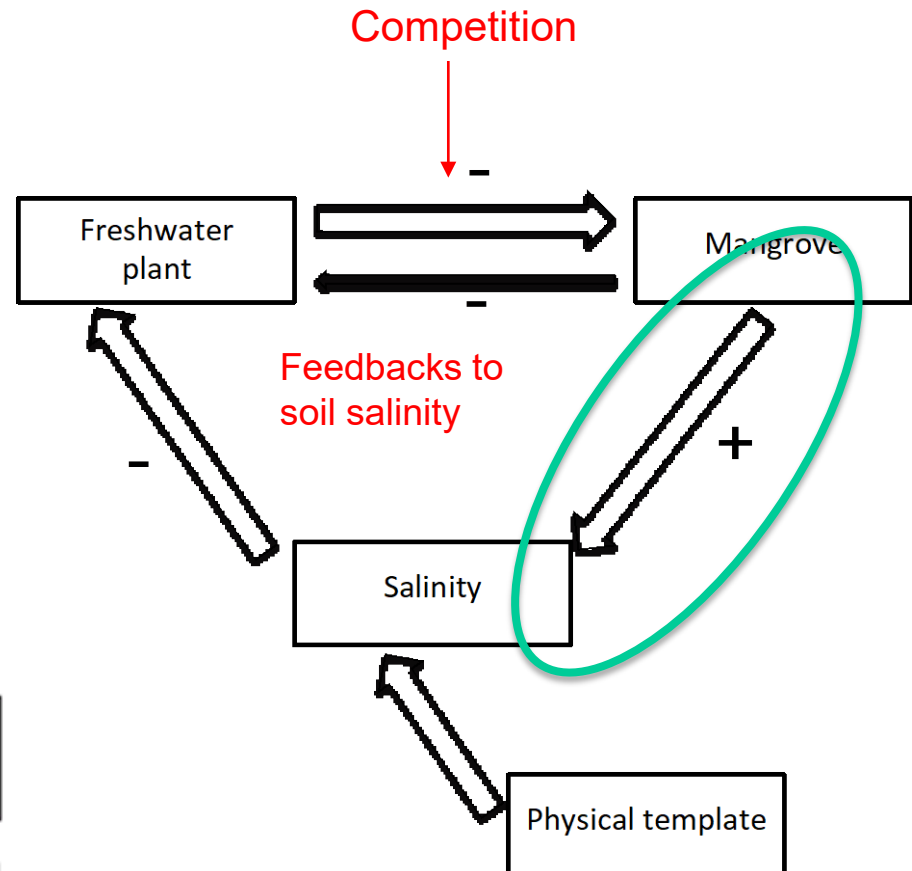 Competition
-
Freshwater
plant
Mangrove
-
Feedbacks to
soil salinity
-
+
Salinity
Physical template